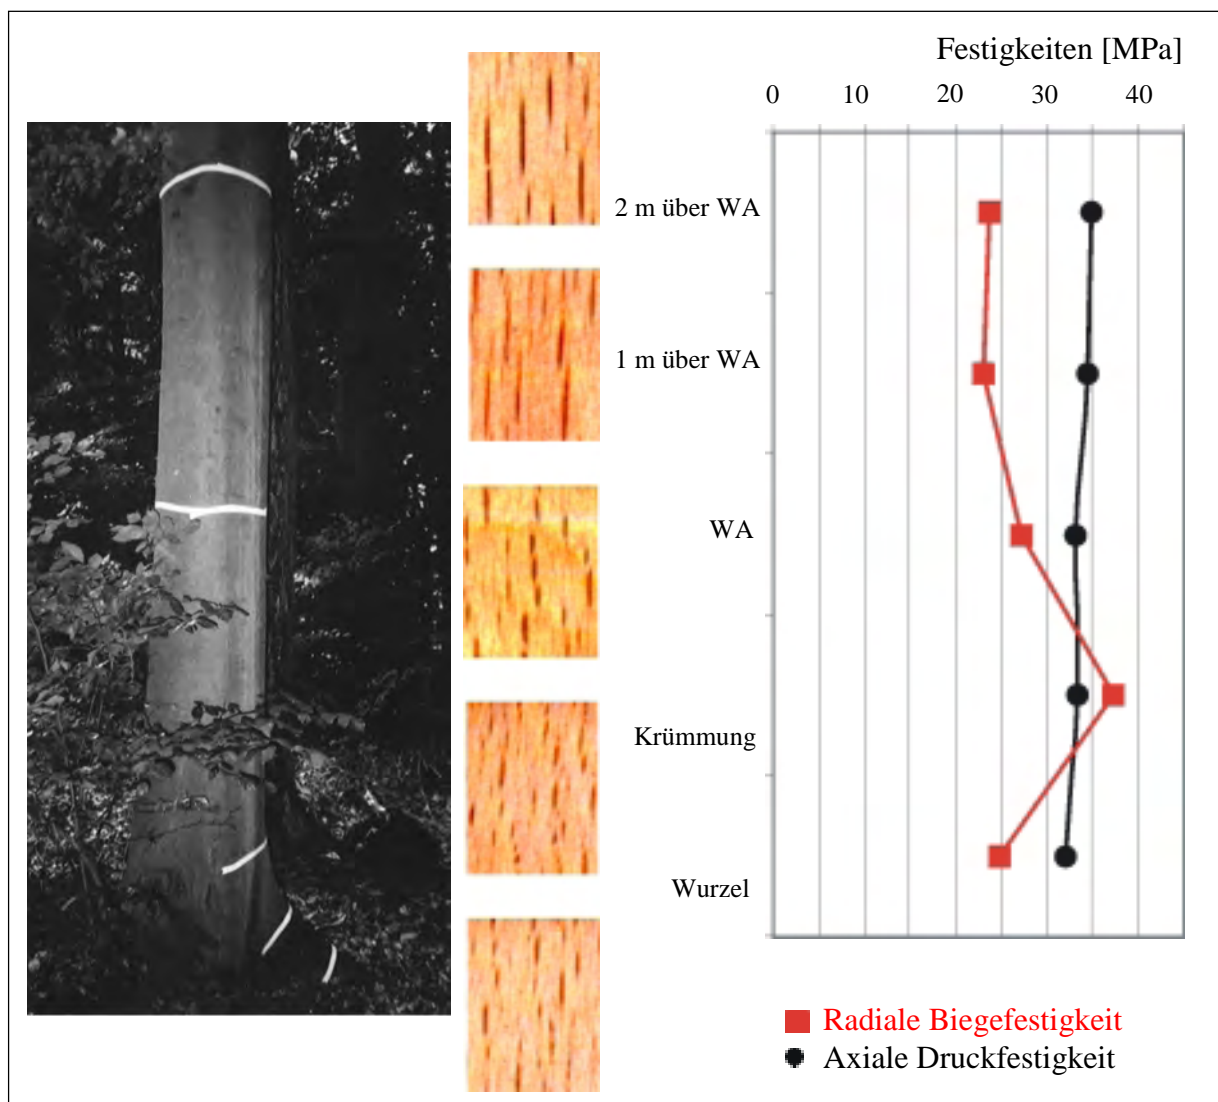 Festigkeiten [MPa]
0 10 20 30 40
2 m über WA
1 m über WA
WA
Krümmung
Wurzel
Radiale Biegefestigkeit
Axiale Druckfestigkeit